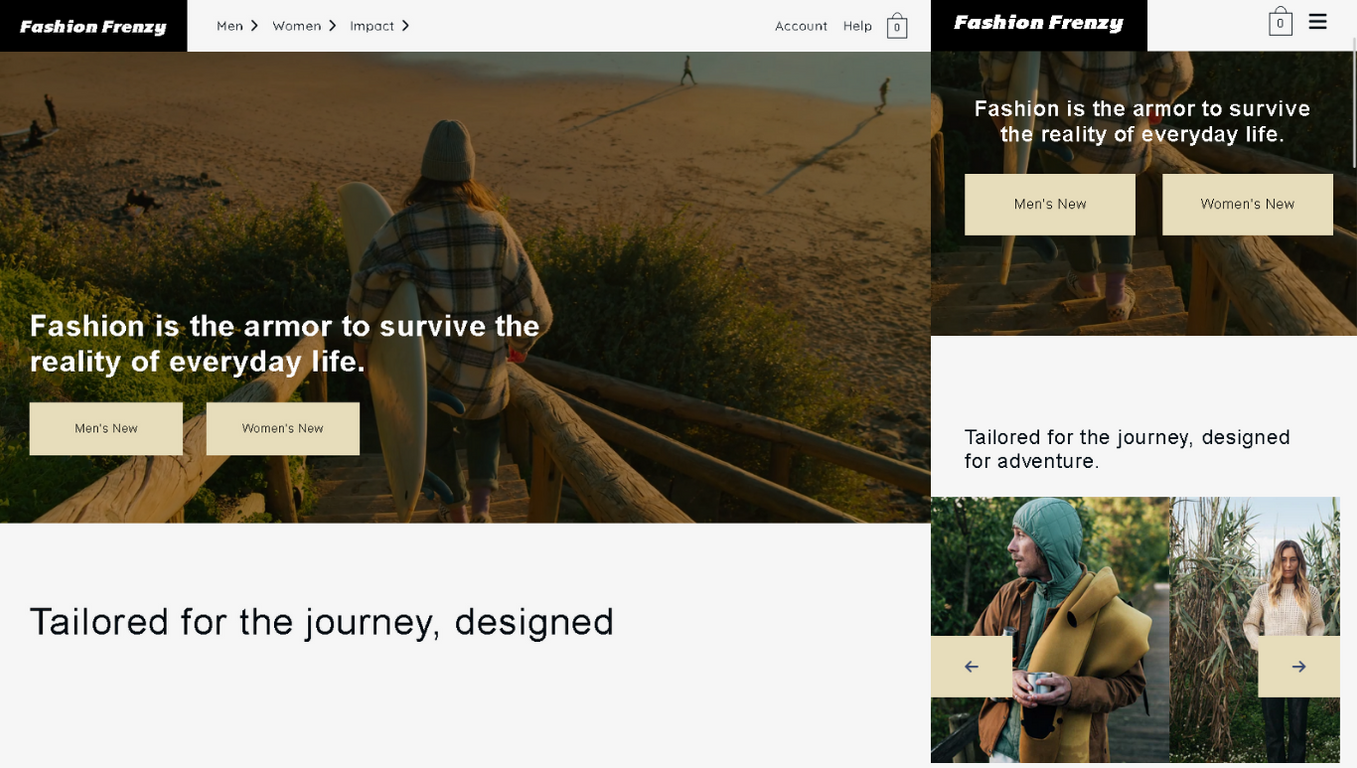 Fashion Frenzy
Men
Women
Impact
Account
Help
0
Fashion is the armor to survive the
reality of everyday life.
Men's New
Women's New
Tailored for the journey, designed
Fashion Frenzy
0
Fashion is the armor to survive
the reality of everyday life.
Men's New
Women's New
Tailored for the journey, designed
for adventure.